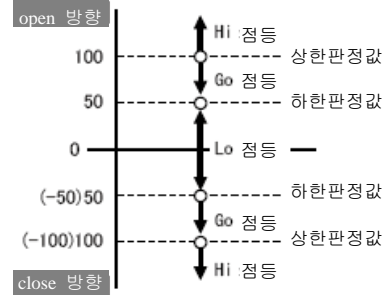 open 방향
Hi 점등
100 상한판정값
Go 점등
50 하한판정값
0 Lo 점등
(-50)50 하한판정값
Go 점등
(-100)100 상한판정값
Hi 점등
close 방향